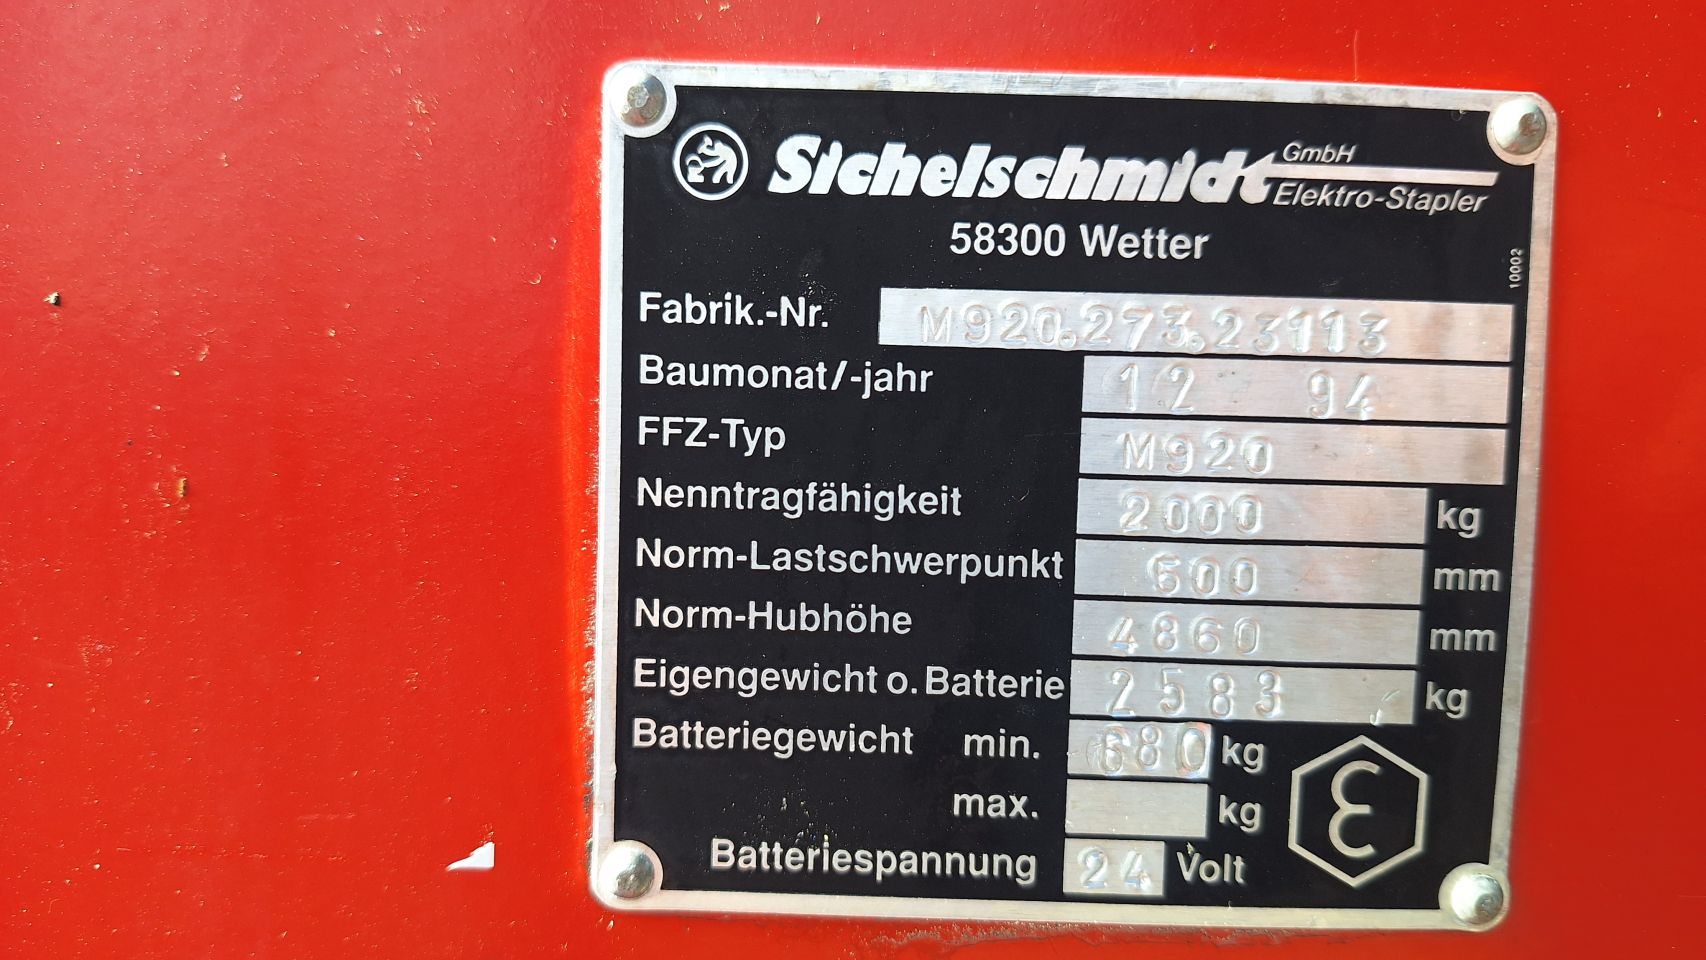 Sichelschmidt GmbH
Elektro-Stapler
58300 Wetter
10002
Fabrik.-Nr. M920.273.23113
Baumonat/-jahr 12 94
FFZ-Typ M920
Nenntragfähigkeit 2000 kg
Norm-Lastschwerpunkt 600 mm
Norm-Hubhöhe 4860 mm
Eigengewicht o. Batterie 2583 kg
Batteriegewicht min. 680 kg
max. kg
Batteriespannung 24 Volt